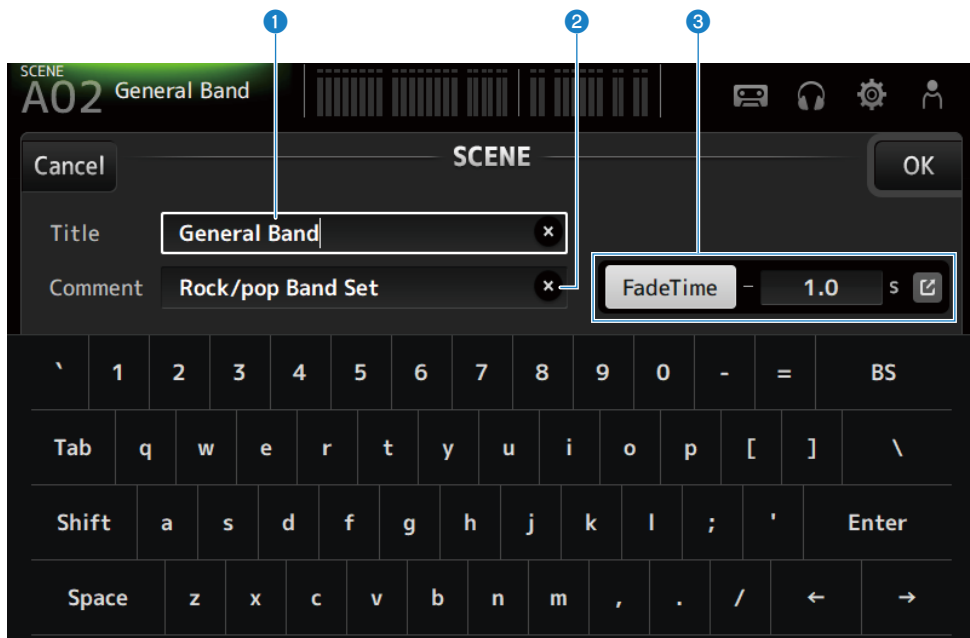 1 2 3
SCENE
A02 General Band
Cancel SCENE OK
Title General Band
Comment Rock/pop Band Set FadeTime – 1.0 s
` 1 2 3 4 5 6 7 8 9 0 - = BS
Tab q w e r t y u i o p [ ] \
Shift a s d f g h j k l ; ' Enter
Space z x c v b n m , . / ← →